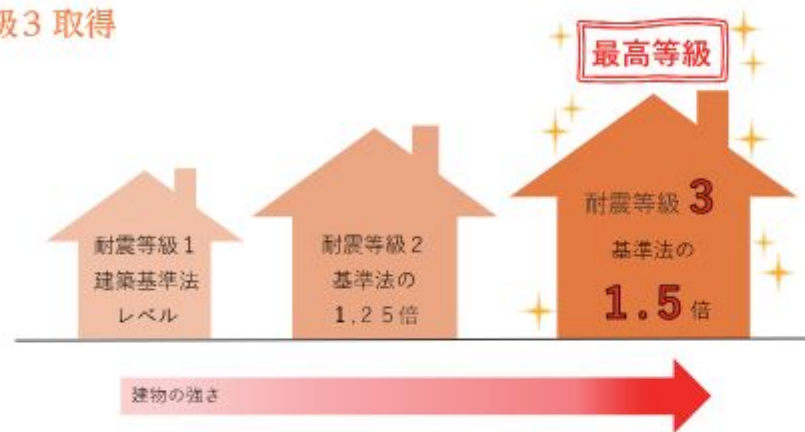 級3 取得
最高等級
耐震等級1
建築基準法
レベル
耐震等級2
基準法の
1,25倍
耐震等級 3
基準法の
1.5倍
建物の強さ